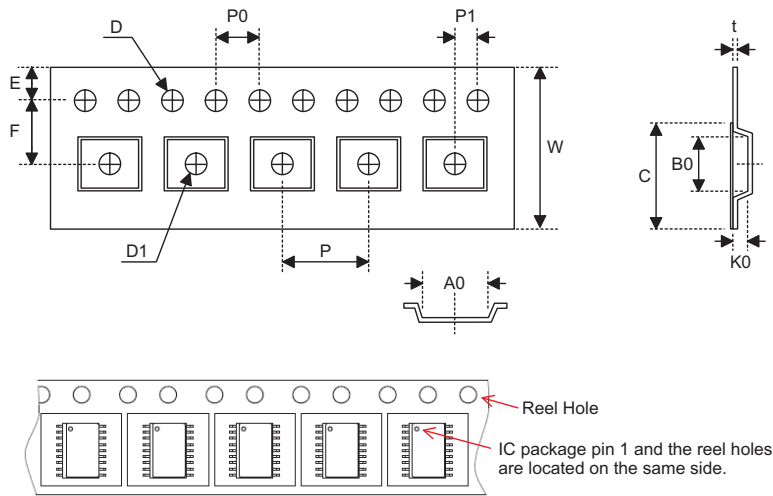 D
P0
P1
t
E
F
W
C
B0
D1
P
A0
K0
Reel Hole
IC package pin 1 and the reel holes
are located on the same side.